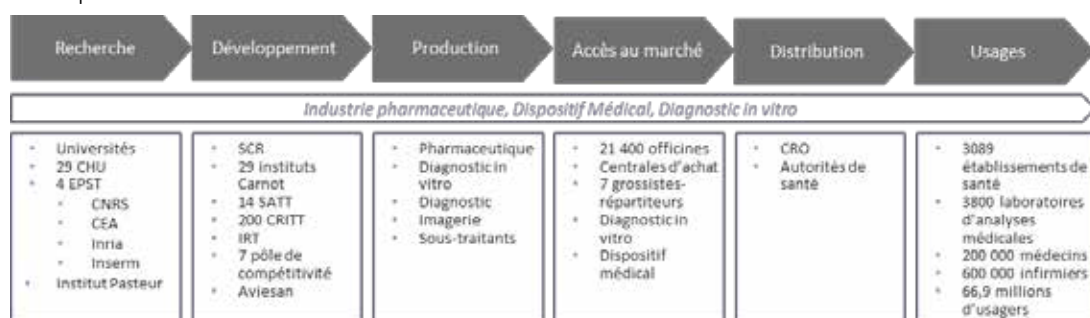 Recherche
Développement
Production
Accès au marché
Distribution
Usages
Industrie pharmaceutique, Dispositif Médical, Diagnostic in vitro
Universités
29 CHU
4 EPST
CNRS
CEA
Inria
Inserm
Institut Pasteur
SCR
29 instituts
Carnot
14 SATT
200 CRITT
IRT
7 pôle de
compétitivité
Aviesan
Pharmaceutique
Diagnostic in
vitro
Diagnostic
Imagerie
Sous-traitants
21 400 officines
Centrales d'achat
7 grossistes-
répartiteurs
Diagnostic in
vitro
Dispositif
médical
CRO
Autorités de
santé
3089
établissements de
santé
3800 laboratoires
d'analyses
médicales
200 000 médecins
600 000 infirmiers
66,9 millions
d'usagers